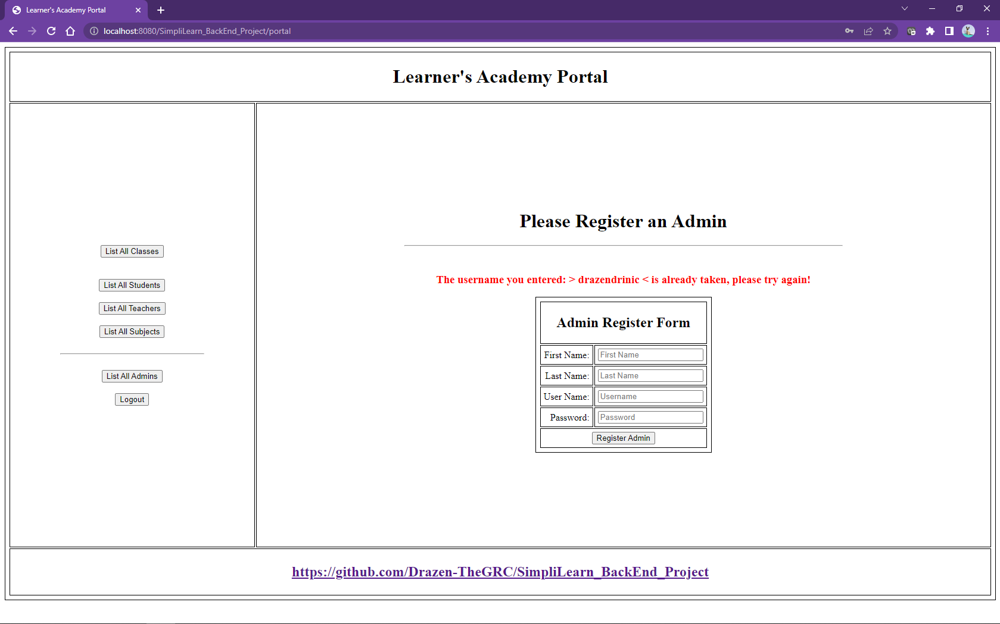 Learner's Academy Portal
localhost:8080/SimpliLearn_BackEnd_Project/portal
Learner's Academy Portal
List All Classes
List All Students
List All Teachers
List All Subjects
List All Admins
Logout
Please Register an Admin
The username you entered: > drazendrinic < is already taken, please try again!
Admin Register Form
First Name: First Name
Last Name: Last Name
User Name: Username
Password: Password
Register Admin
https://github.com/Drazen-TheGRC/SimpliLearn_BackEnd_Project